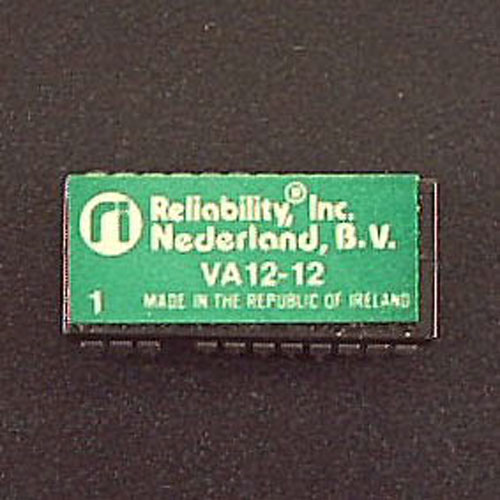 ri
Reliability,® Inc.
Nederland, B.V.
VA12-12
1 MADE IN THE REPUBLIC OF IRELAND